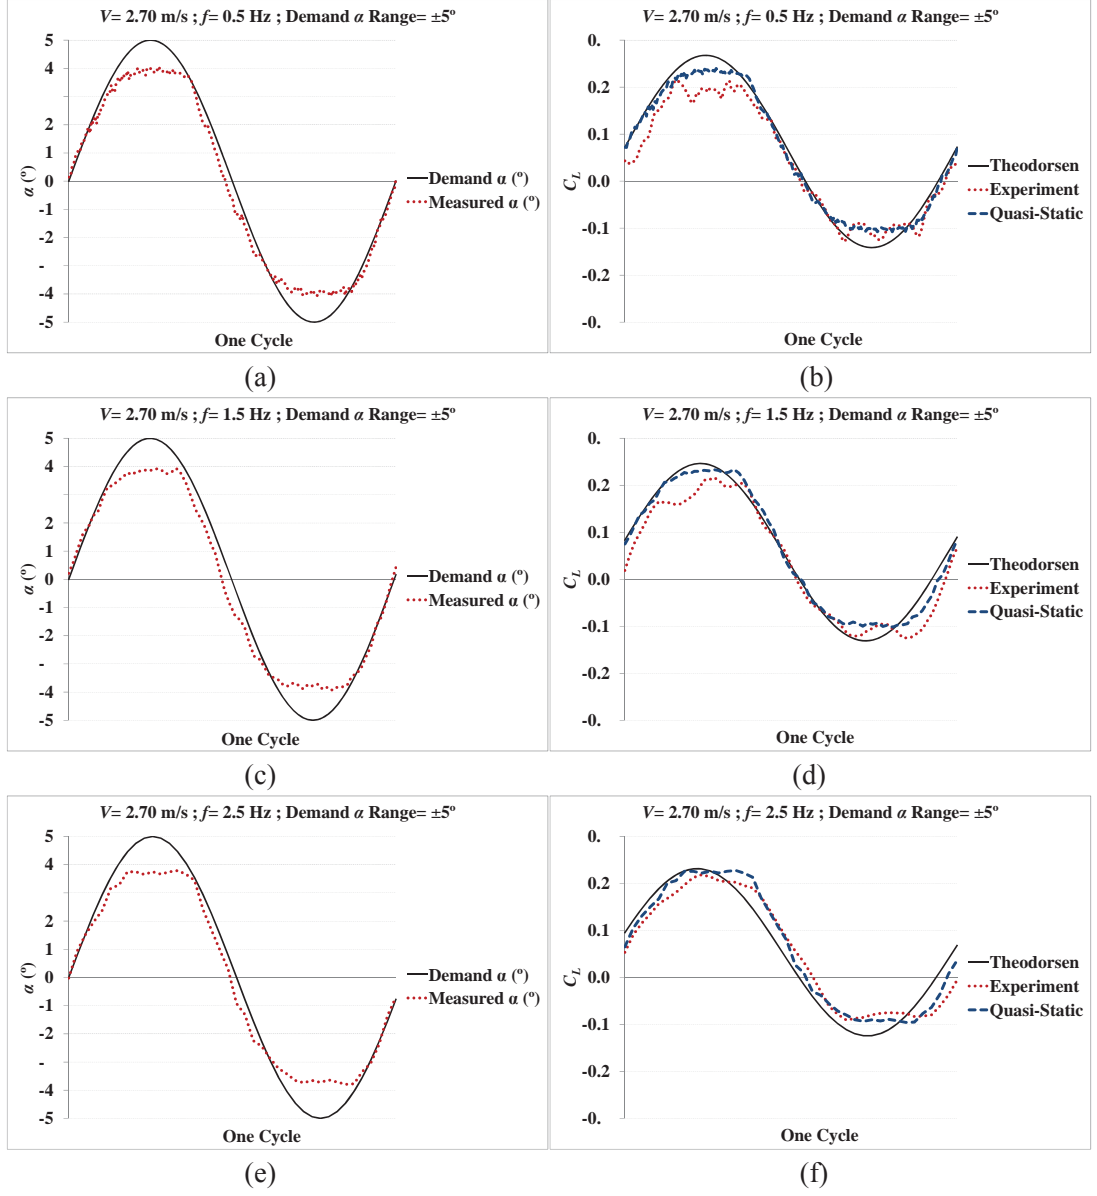 V= 2.70 m/s ; f= 0.5 Hz ; Demand α Range= ±5º
5
4
2
1
0
-1
-2
-
-4
-5
α (º)
One Cycle
Demand α (º)
Measured α (º)
(a)
V= 2.70 m/s ; f= 0.5 Hz ; Demand α Range= ±5º
0.
0.2
0.1
0.0
-0.1
-0.2
-0.
C_L
One Cycle
Theodorsen
Experiment
Quasi-Static
(b)
V= 2.70 m/s ; f= 1.5 Hz ; Demand α Range= ±5º
5
4
2
1
0
-1
-2
-
-4
-5
α (º)
One Cycle
Demand α (º)
Measured α (º)
(c)
V= 2.70 m/s ; f= 1.5 Hz ; Demand α Range= ±5º
0.
0.2
0.1
0.0
-0.1
-0.2
-0.
C_L
One Cycle
Theodorsen
Experiment
Quasi-Static
(d)
V= 2.70 m/s ; f= 2.5 Hz ; Demand α Range= ±5º
5
4
2
1
0
-1
-2
-
-4
-5
α (º)
One Cycle
Demand α (º)
Measured α (º)
(e)
V= 2.70 m/s ; f= 2.5 Hz ; Demand α Range= ±5º
0.
0.2
0.1
0.0
-0.1
-0.2
-0.
C_L
One Cycle
Theodorsen
Experiment
Quasi-Static
(f)